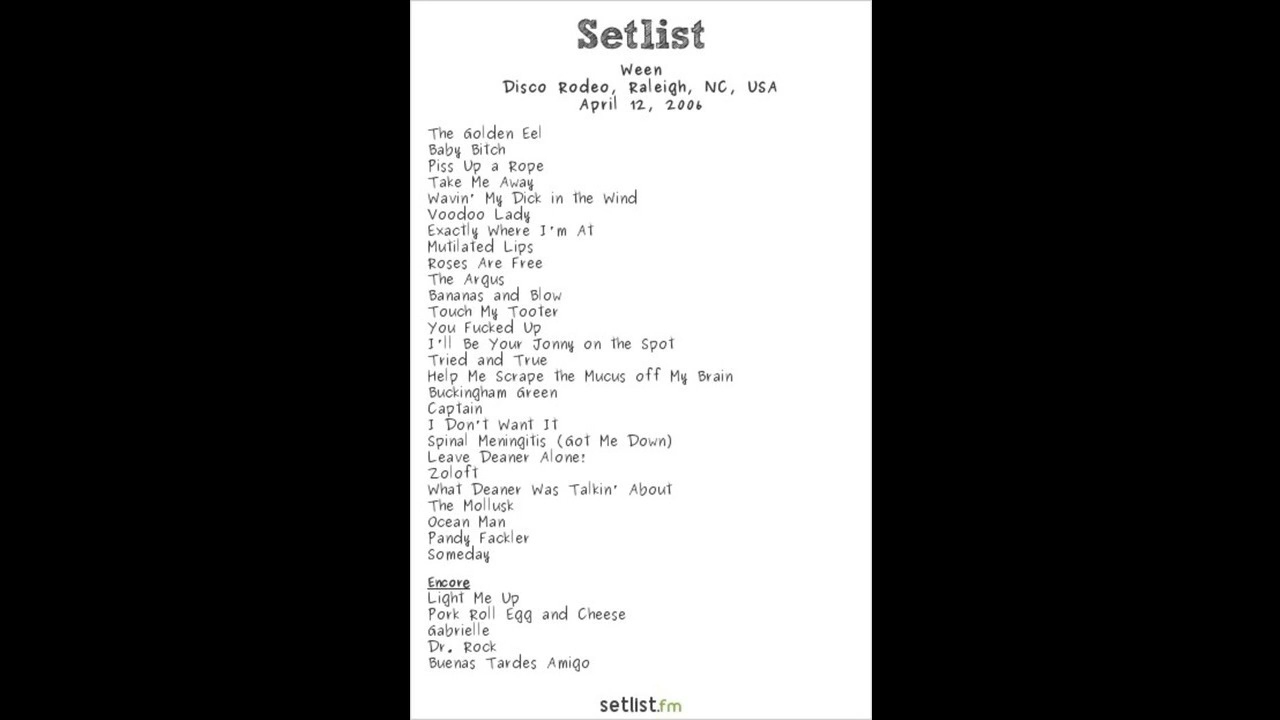 Setlist
Ween
Disco Rodeo, Raleigh, NC, USA
April 12, 2006
The Golden Eel
Baby Bitch
Piss Up a Rope
Take Me Away
Wavin' My Dick in the Wind
Voodoo Lady
Exactly Where I'm At
Mutilated Lips
Roses Are Free
The Argus
Bananas and Blow
Touch My Tooter
You Fucked Up
I'll Be Your Jonny on the Spot
Tried and True
Help Me Scrape the Mucus off My Brain
Buckingham Green
Captain
I Don't Want It
Spinal Meningitis (Got Me Down)
Leave Deaner Alone!
Zoloft
What Deaner Was Talkin' About
The Mollusk
Ocean Man
Pandy Fackler
Someday
Encore
Light Me Up
Pork Roll Egg and Cheese
Gabrielle
Dr. Rock
Buenas Tardes Amigo
setlist.fm